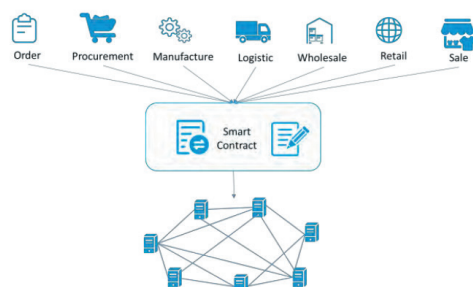 Order
Procurement
Manufacture
Logistic
Wholesale
Retail
Sale
Smart
Contract